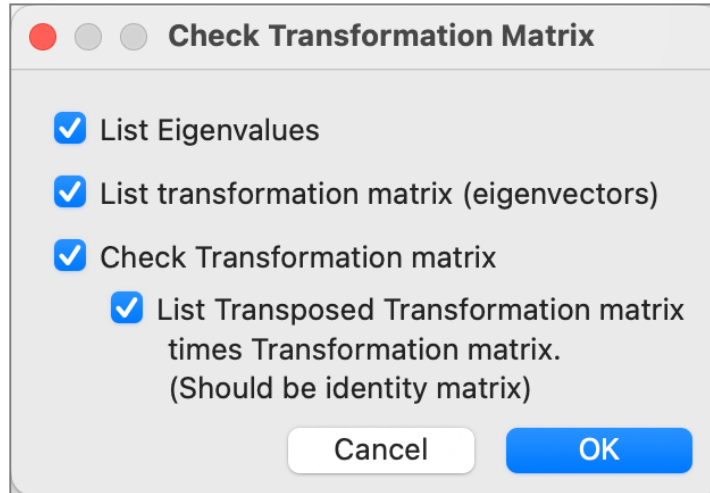 Check Transformation Matrix
List Eigenvalues
List transformation matrix (eigenvectors)
Check Transformation matrix
List Transposed Transformation matrix
times Transformation matrix.
(Should be identity matrix)
Cancel OK